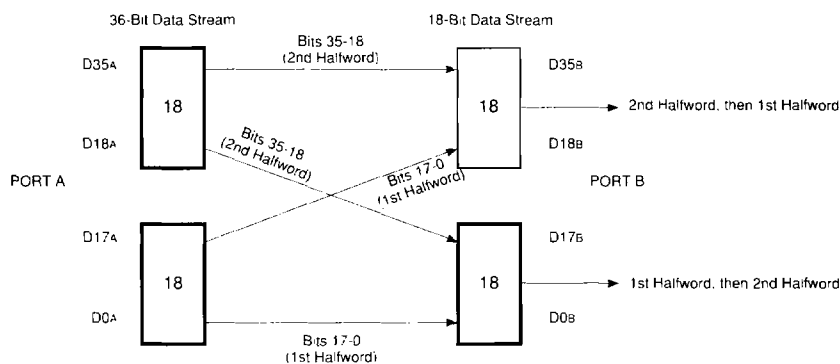 36-Bit Data Stream
18-Bit Data Stream
Bits 35-18
(2nd Halfword)
D35A
D35B
18
18
2nd Halfword, then 1st Halfword
D18A
D18B
Bits 35-18
(2nd Halfword)
Bits 17-0
(1st Halfword)
PORT A
PORT B
D17A
D17B
18
18
1st Halfword, then 2nd Halfword
D0A
D0B
Bits 17-0
(1st Halfword)